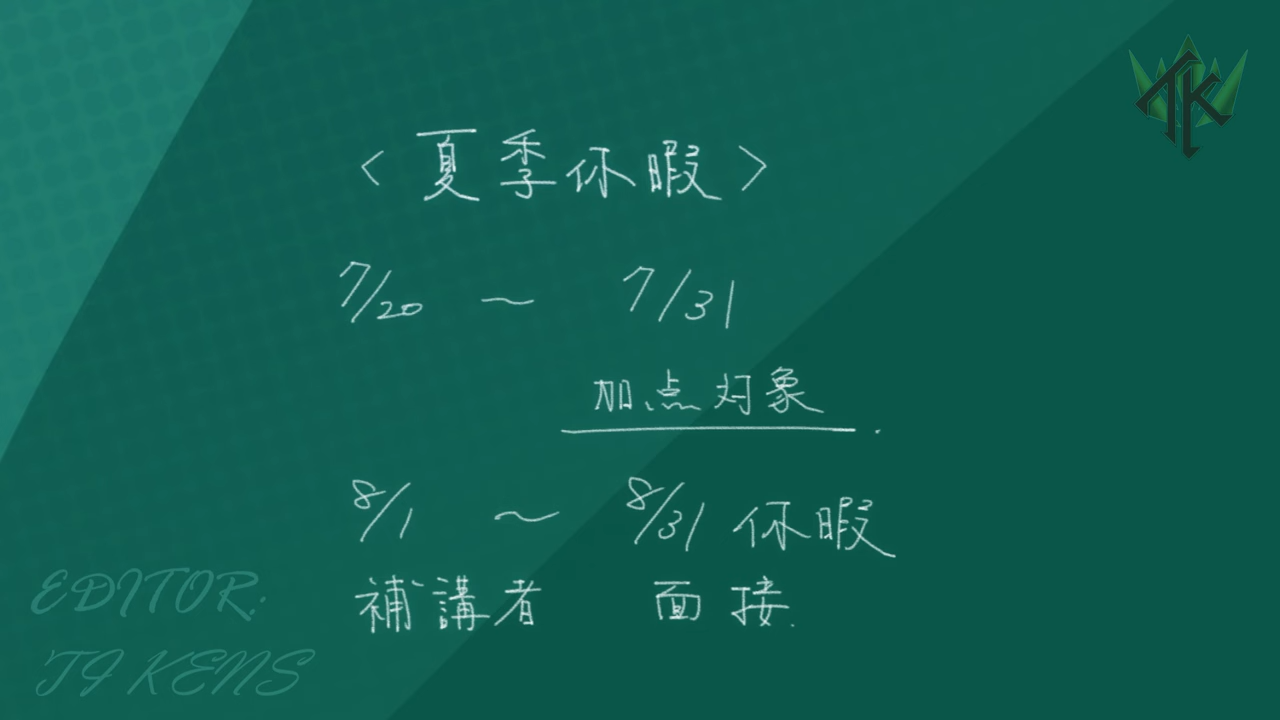 <夏季休暇>
7/20 ～ 7/31
加点対象.
8/1 ～ 8/31 休暇
補講者 面接.
EDITOR:
TJ KENS
TK